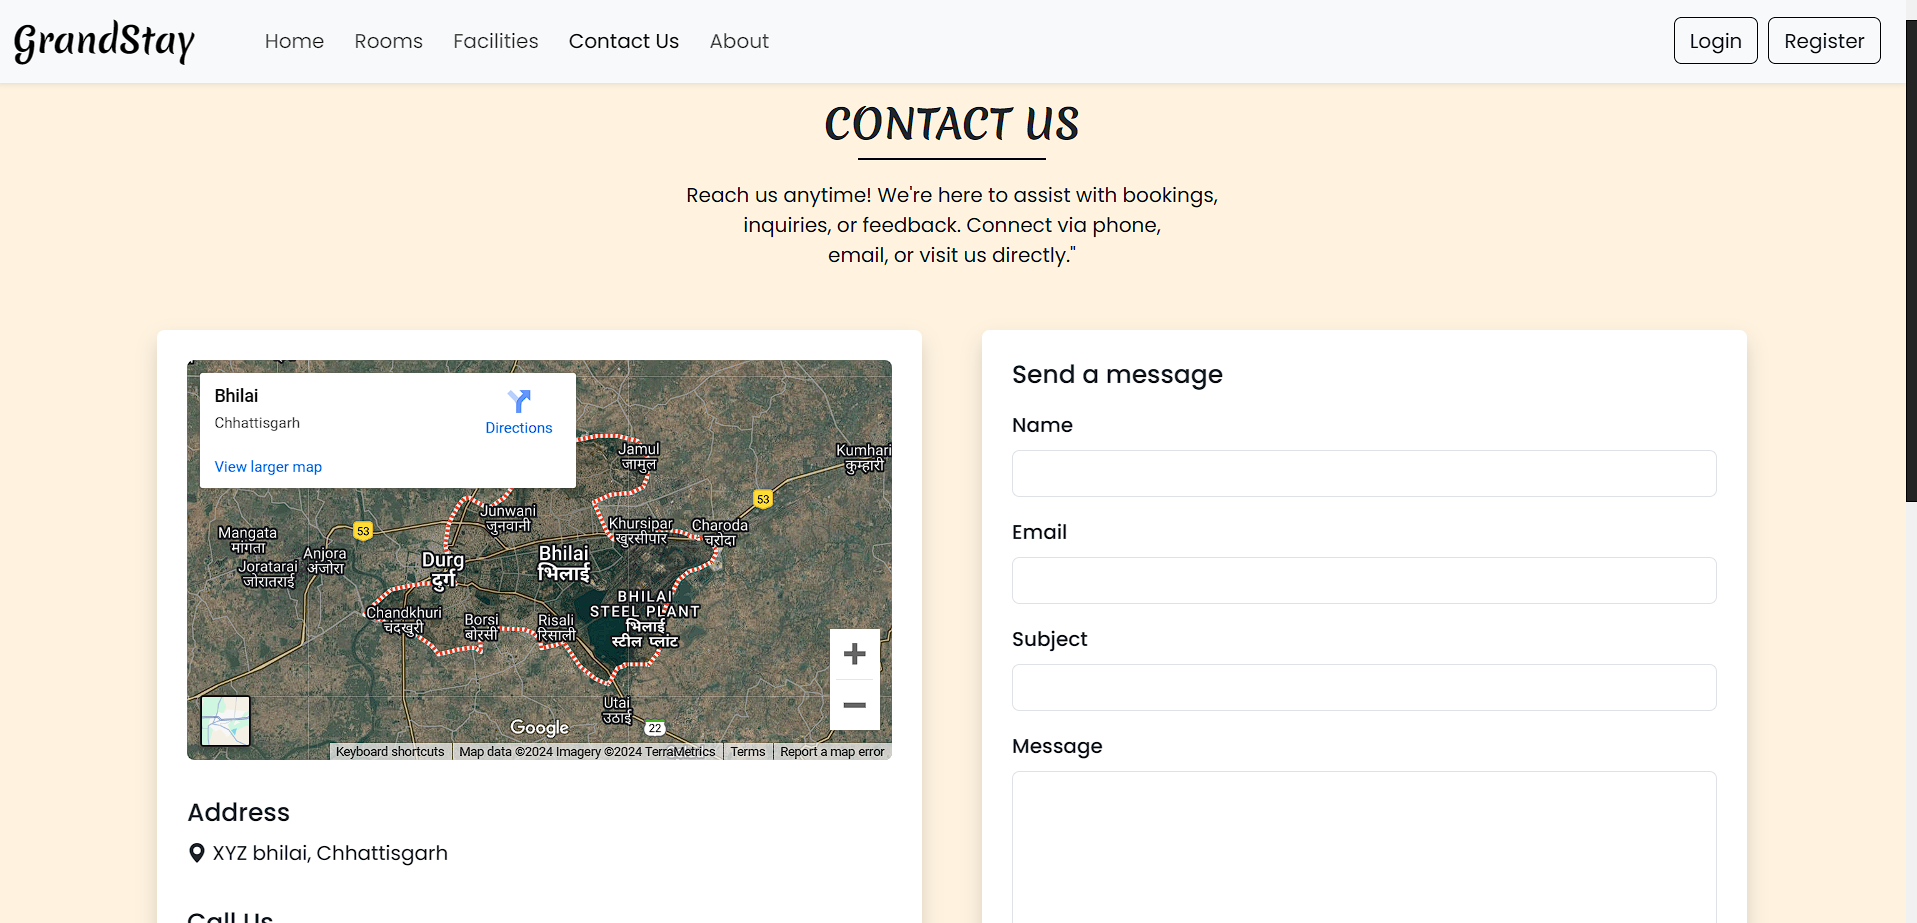 GrandStay
Home
Rooms
Facilities
Contact Us
About
Login
Register
CONTACT US
Reach us anytime! We're here to assist with bookings,
inquiries, or feedback. Connect via phone,
email, or visit us directly."
Bhilai
Chhattisgarh
Directions
View larger map
Jamul
जामुल
Kumhari
कुम्हारी
53
Junwani
जुनवानी
Khursipar
खुरसीपार
Charoda
चरोदा
Mangata
मांगता
53
Anjora
अंजोरा
Joratarai
जोरातराई
Durg
दुर्ग
Bhilai
भिलाई
BHILAI
STEEL PLANT
भिलाई
स्टील प्लांट
Chandkhuri
चंदखुरी
Borsi
बोरसी
Risali
रिसाली
Utai
उठाई
22
Google
Keyboard shortcuts
Map data ©2024 Imagery ©2024 TerraMetrics
Terms
Report a map error
Address
XYZ bhilai, Chhattisgarh
Call Us
Send a message
Name
Email
Subject
Message